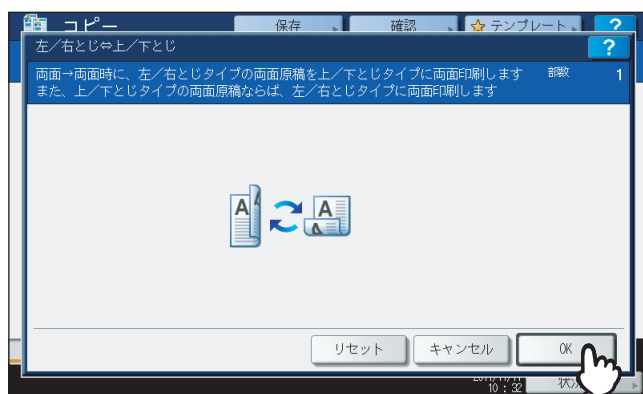 コピー
保存
確認
テンプレート
?
左／右とじ⇔上／下とじ
?
両面→両面時に、左／右とじタイプの両面原稿を上／下とじタイプに両面印刷します
また、上／下とじタイプの両面原稿ならば、左／右とじタイプに両面印刷します
部数 1
A A
A A
リセット
キャンセル
OK
10：32